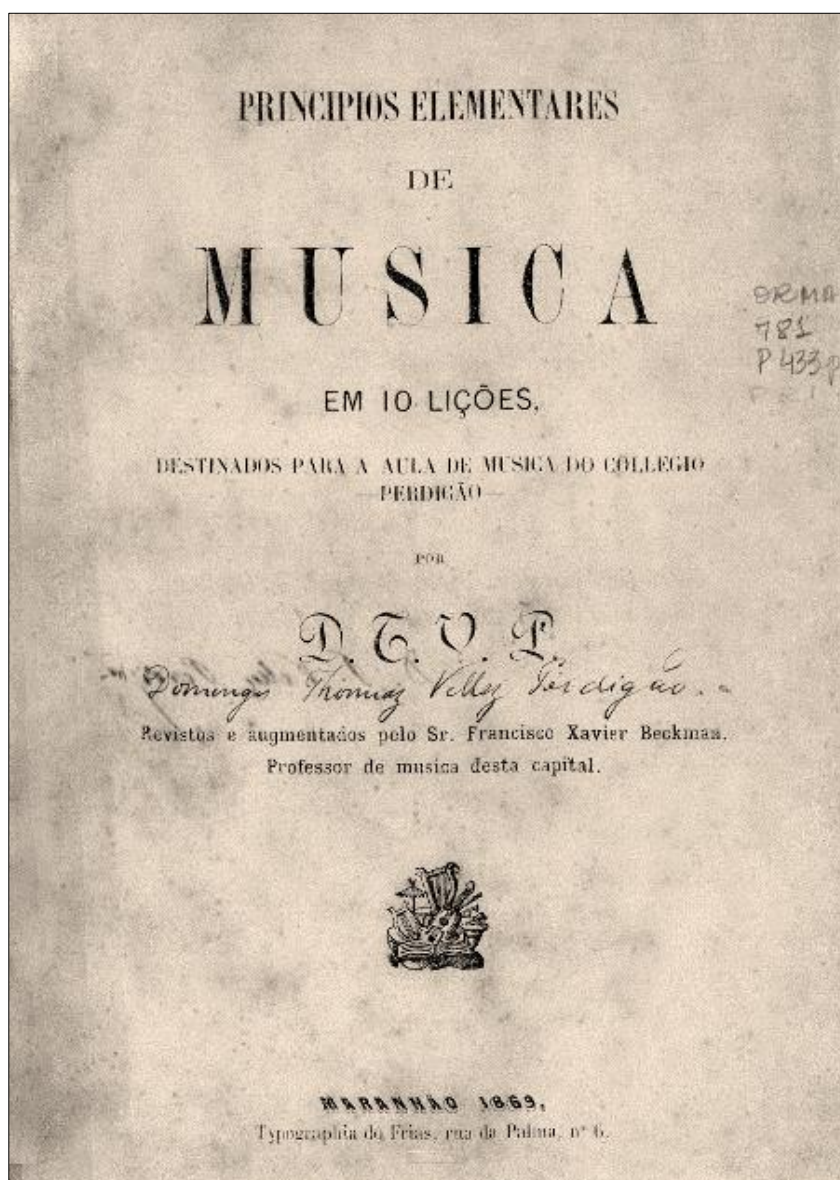 PRINCIPIOS ELEMENTARES
DE
MUSICA
EM 10 LIÇÕES,
DESTINADOS PARA A AULA DE MUSICA DO COLLEGIO
—PERDIGÃO—
POR
D. T. V. P.
Domingos Thomaz Vellez Perdigão.
Revistos e augmentados pelo Sr. Francisco Xavier Beckman.
Professor de musica desta capital.
MARANHÃO 1869,
Typographia do Frias, rua da Palma, nº 6.
781
P433p